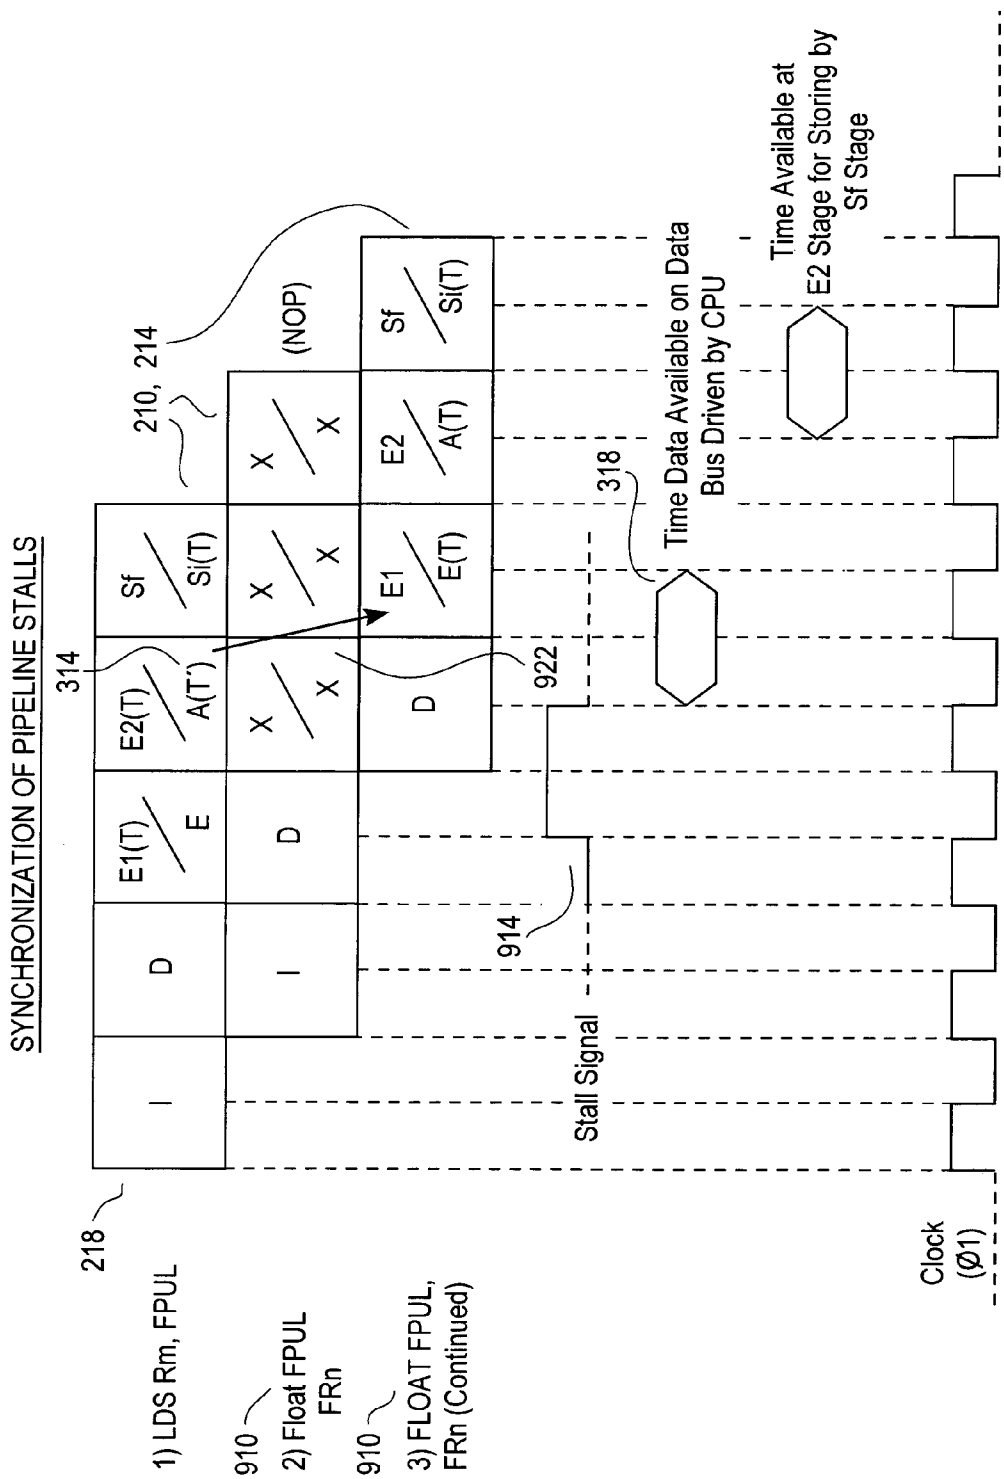 SYNCHRONIZATION OF PIPELINE STALLS
218
1) LDS Rm, FPUL
I
D
E1(T)
E
E2(T)
A(T')
314
Sf
Si(T)
210, 214
910
2) Float FPUL
FRn
I
D
X
X
X
X
X
X
(NOP)
910
3) FLOAT FPUL,
FRn (Continued)
D
922
E1
E(T)
E2
A(T)
Sf
Si(T)
Stall Signal
914
318
Time Data Available on Data
Bus Driven by CPU
Time Available at
E2 Stage for Storing by
Sf Stage
Clock
(Ø1)